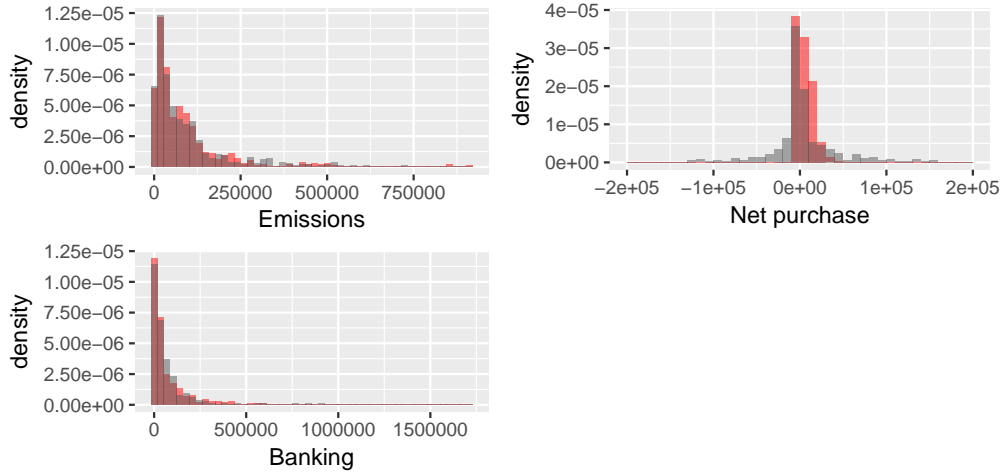 density
1.25e−05
1.00e−05
7.50e−06
5.00e−06
2.50e−06
0.00e+00
0 250000 500000 750000
Emissions
density
4e−05
3e−05
2e−05
1e−05
0e+00
−2e+05 −1e+05 0e+00 1e+05 2e+05
Net purchase
density
1.25e−05
1.00e−05
7.50e−06
5.00e−06
2.50e−06
0.00e+00
0 500000 1000000 1500000
Banking